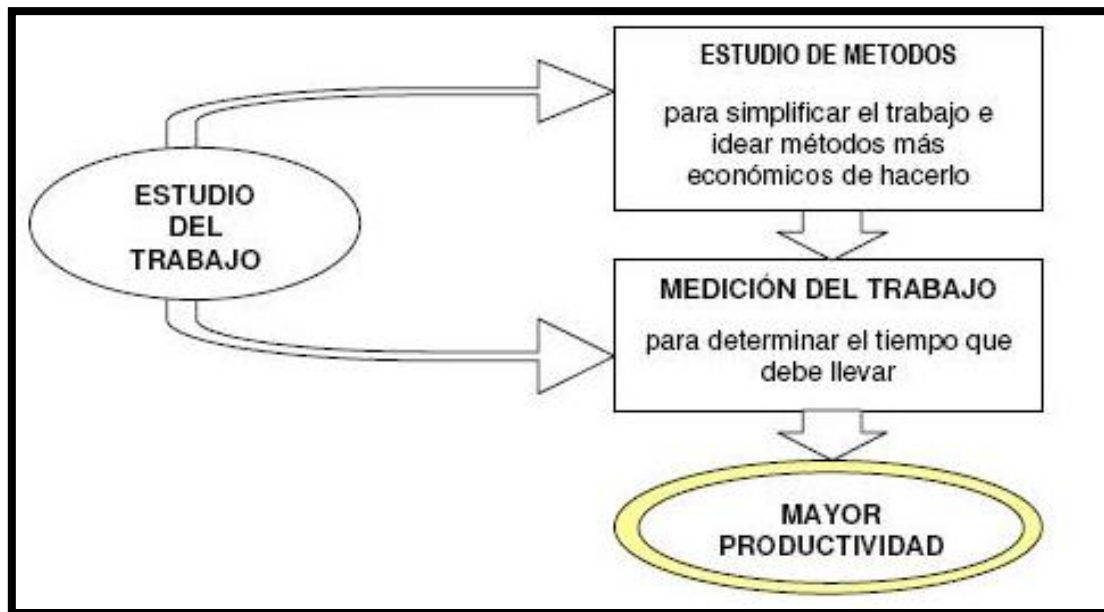 ESTUDIO DEL TRABAJO
ESTUDIO DE METODOS
para simplificar el trabajo e
idear métodos más
económicos de hacerlo
MEDICIÓN DEL TRABAJO
para determinar el tiempo que
debe llevar
MAYOR
PRODUCTIVIDAD